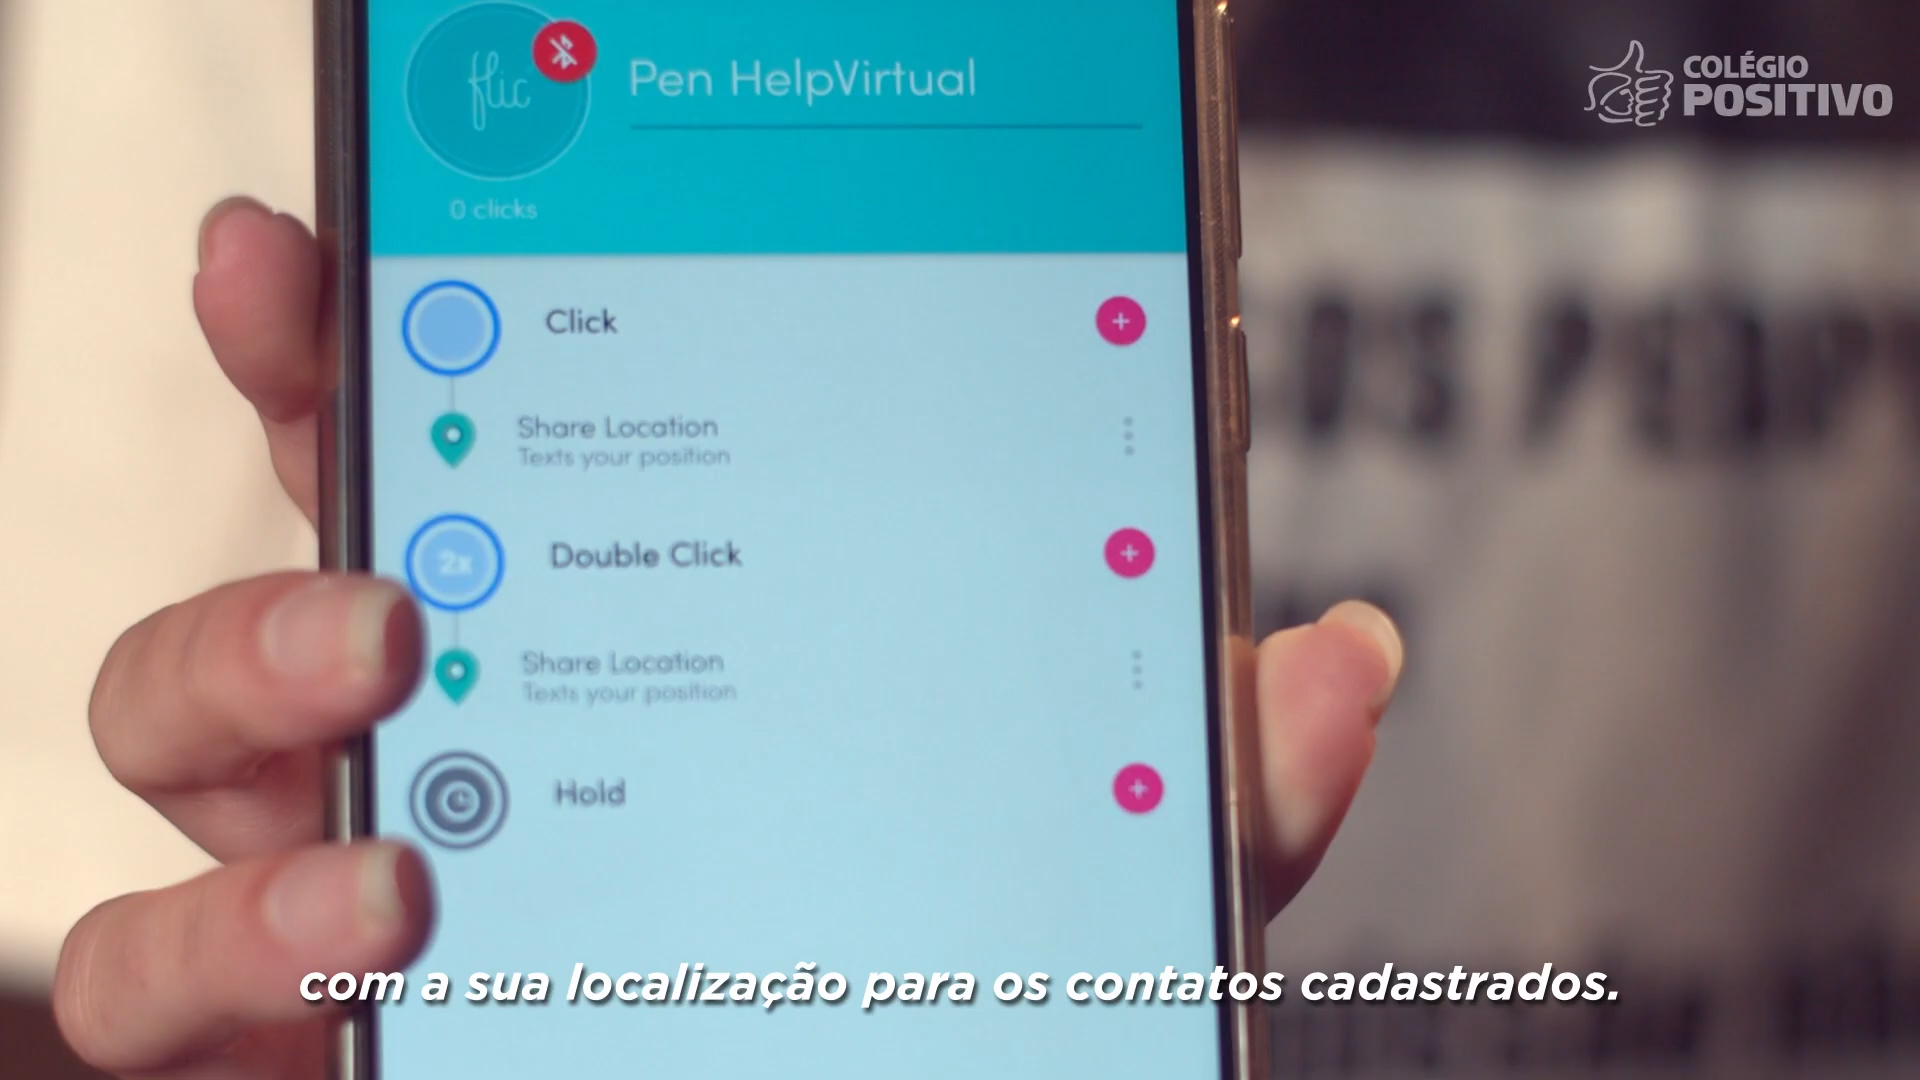 flic
Pen HelpVirtual
0 clicks
COLÉGIO
POSITIVO
Click
Share Location
Texts your position
2x
Double Click
Share Location
Texts your position
Hold
com a sua localização para os contatos cadastrados.